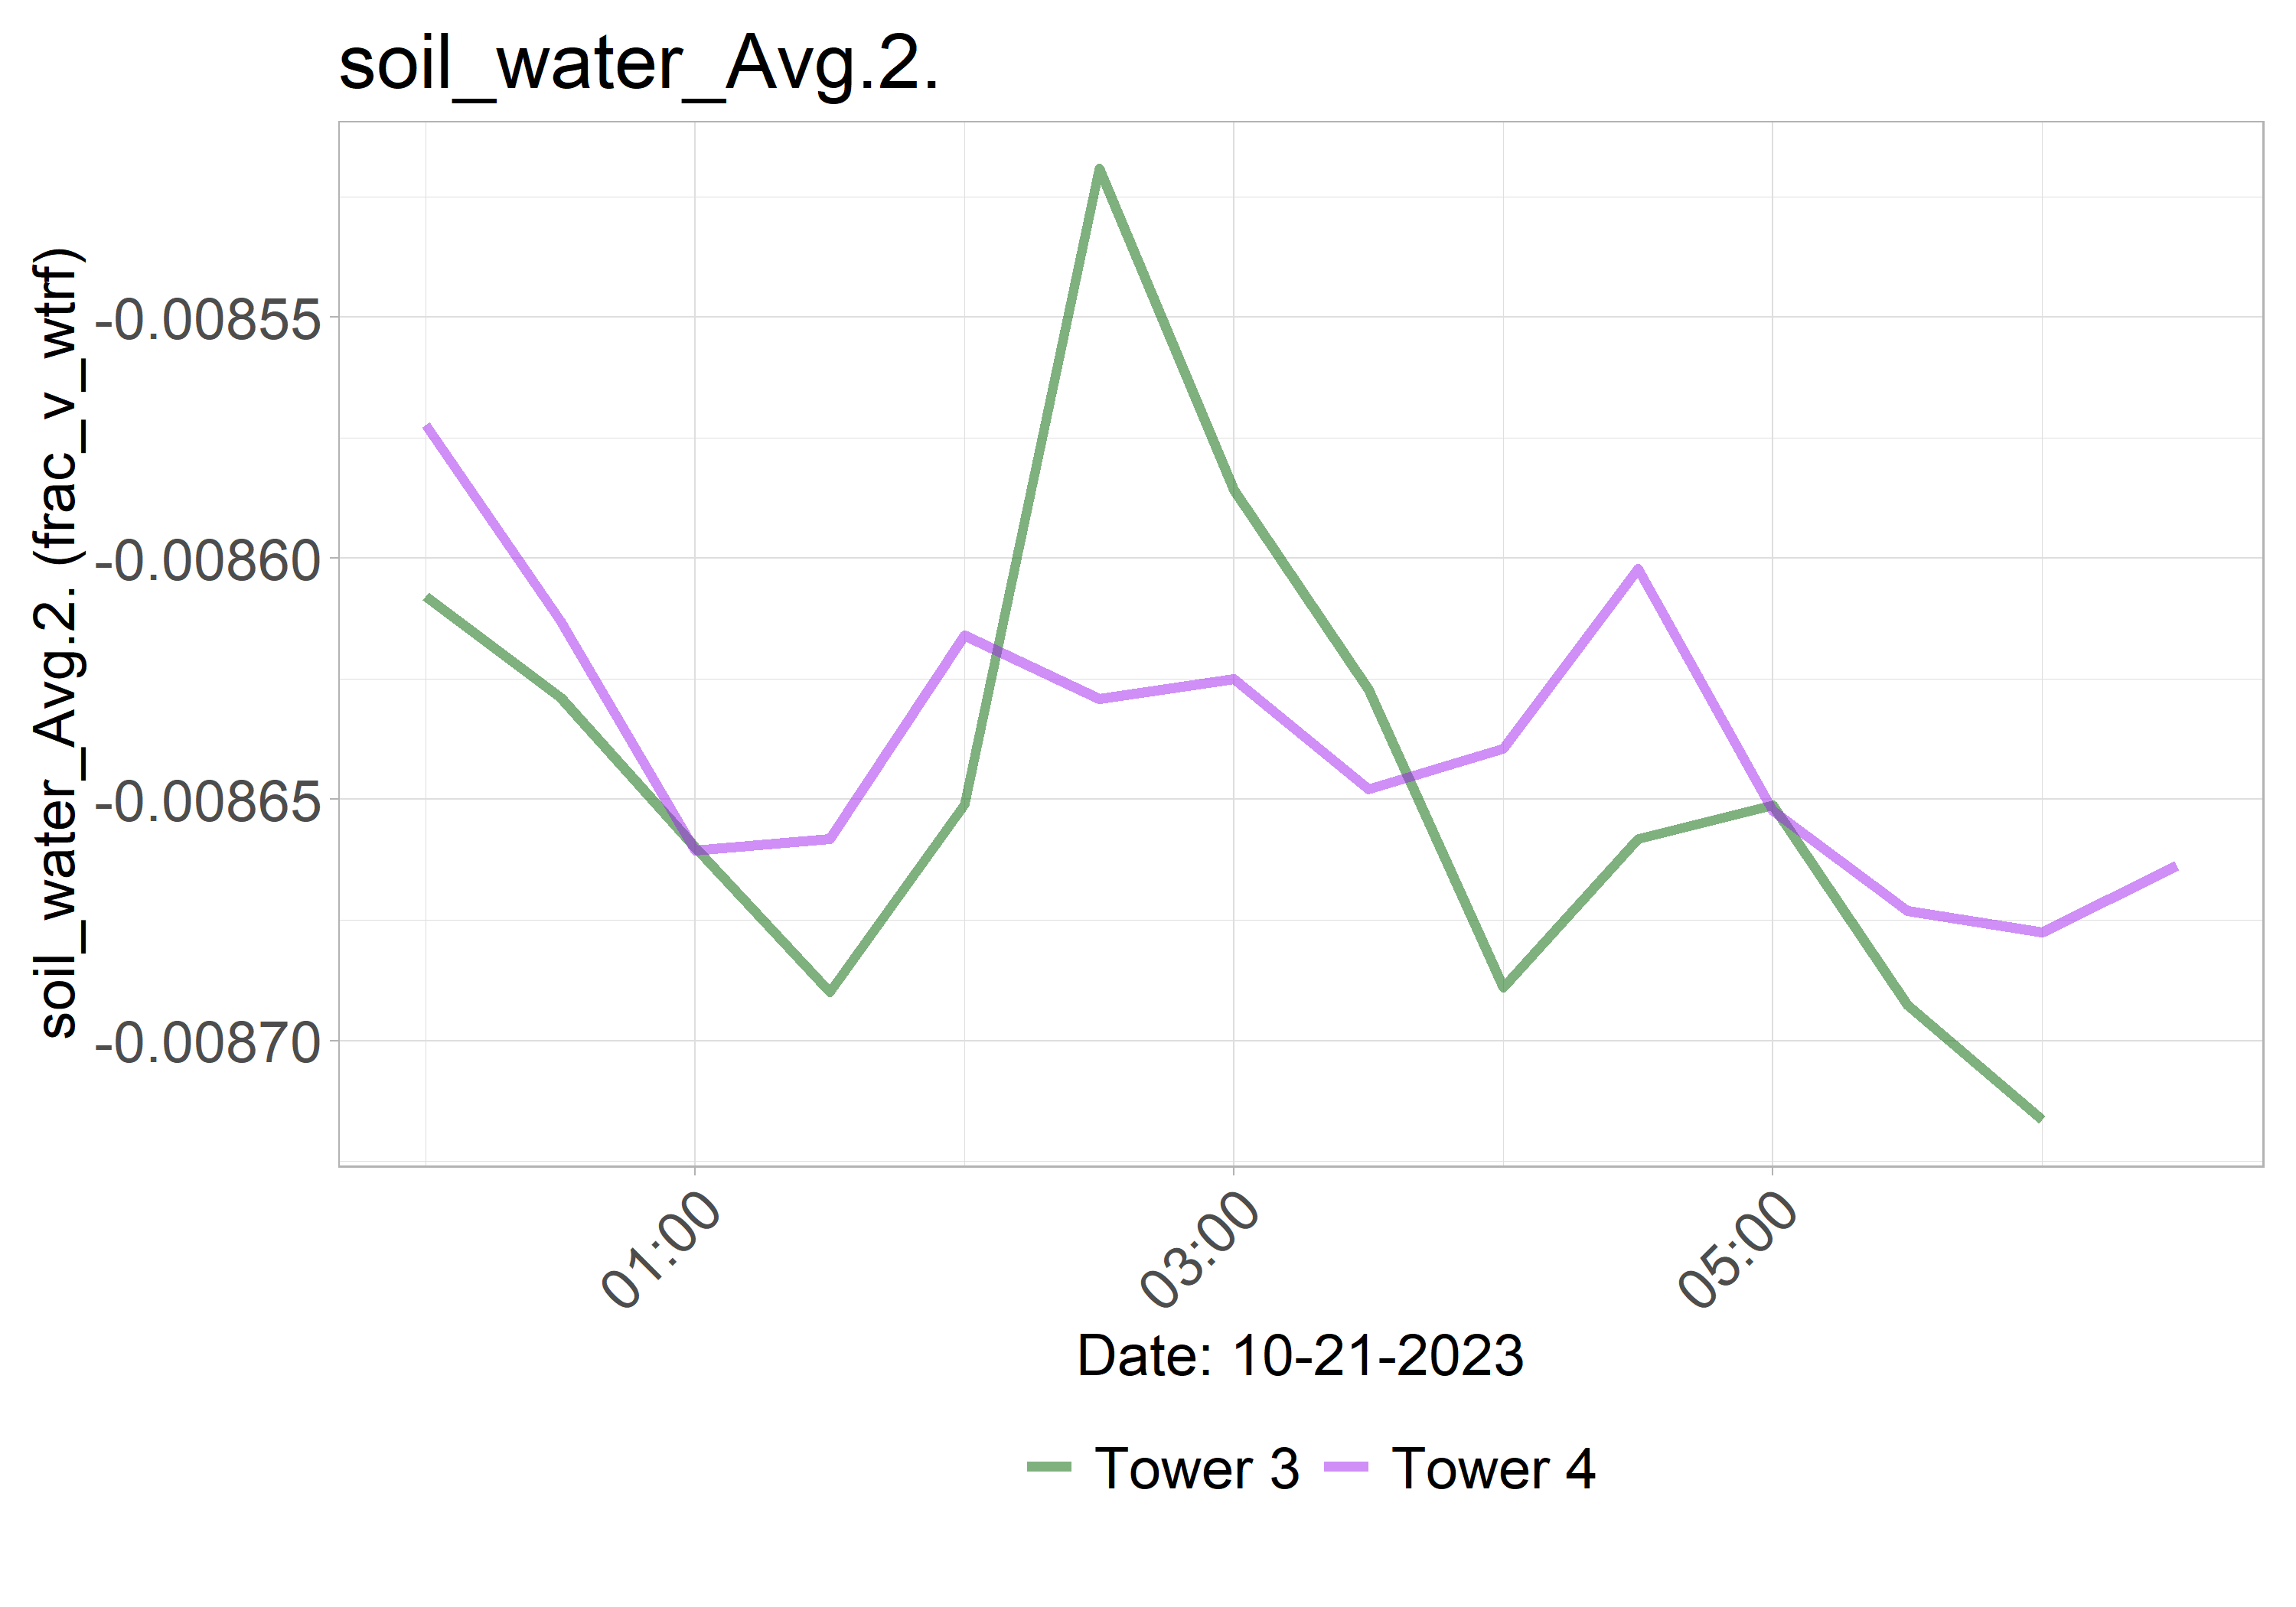 soil_water_Avg.2.
soil_water_Avg.2. (frac_v_wtrf)
-0.00855
-0.00860
-0.00865
-0.00870
01:00
03:00
05:00
Date: 10-21-2023
Tower 3
Tower 4